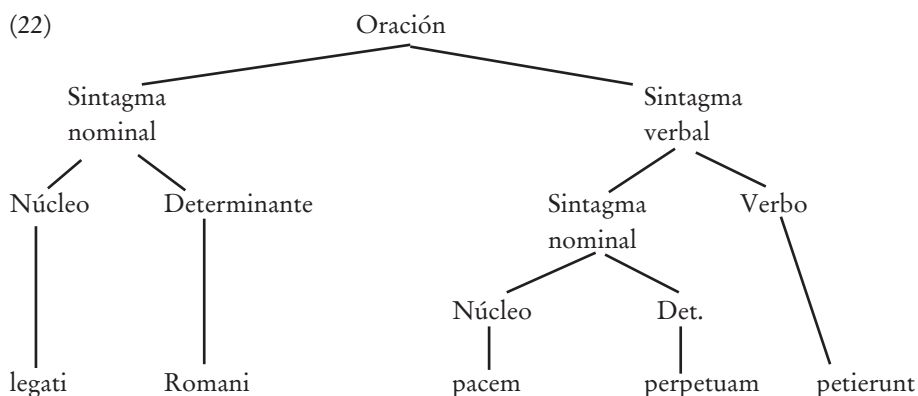 (22) Oración
Sintagma nominal Sintagma verbal
Núcleo Determinante Sintagma nominal Verbo
Núcleo Det.
legati Romani pacem perpetuam petierunt